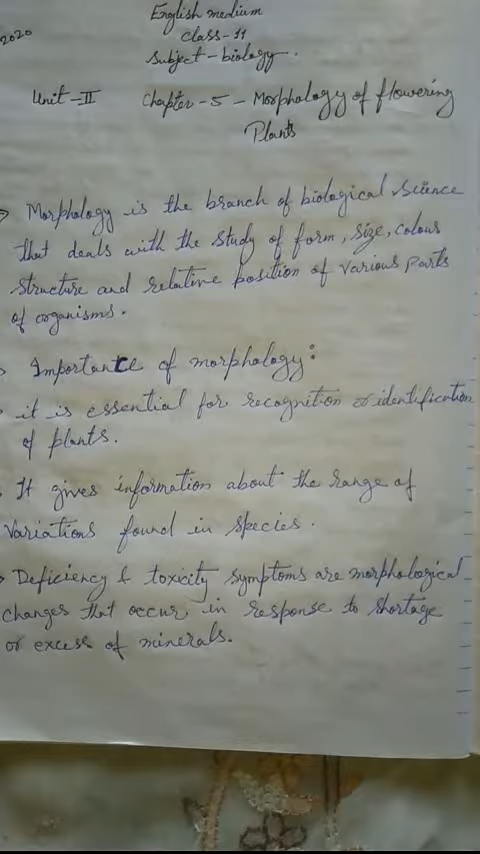 English medium
2020
Class - 11
Subject - biology.
Unit - II Chapter - 5 - Morphology of flowering
Plants
> Morphology is the branch of biological science
that deals with the study of form, size, colour
structure and relative position of various parts
of organisms.
> Importance of morphology:
it is essential for recognition or identification
of plants.
It gives information about the range of
variations found in species.
> Deficiency & toxicity symptoms are morphological
changes that occur in response to shortage
or excess of minerals.